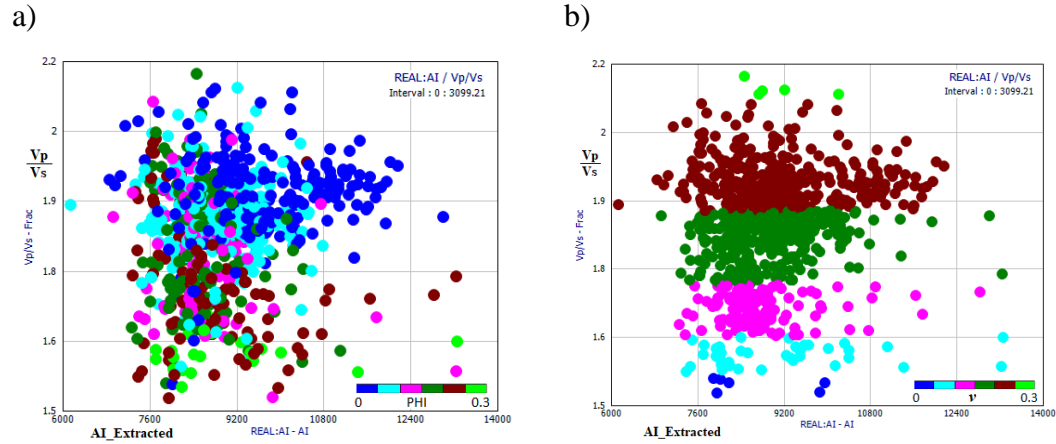 a)
2.2
2
1.9
1.8
1.6
1.5
Vp
Vs
Vp/Vs - Frac
REAL:AI / Vp/Vs
Interval : 0 : 3099.21
0 PHI 0.3
6000 7600 9200 10800 12400 14000
AI_Extracted
REAL:AI - AI
b)
2.2
2
1.9
1.8
1.6
1.5
Vp
Vs
Vp/Vs - Frac
REAL:AI / Vp/Vs
Interval : 0 : 3099.21
0 ν 0.3
6000 7600 9200 10800 12400 14000
AI_Extracted
REAL:AI - AI